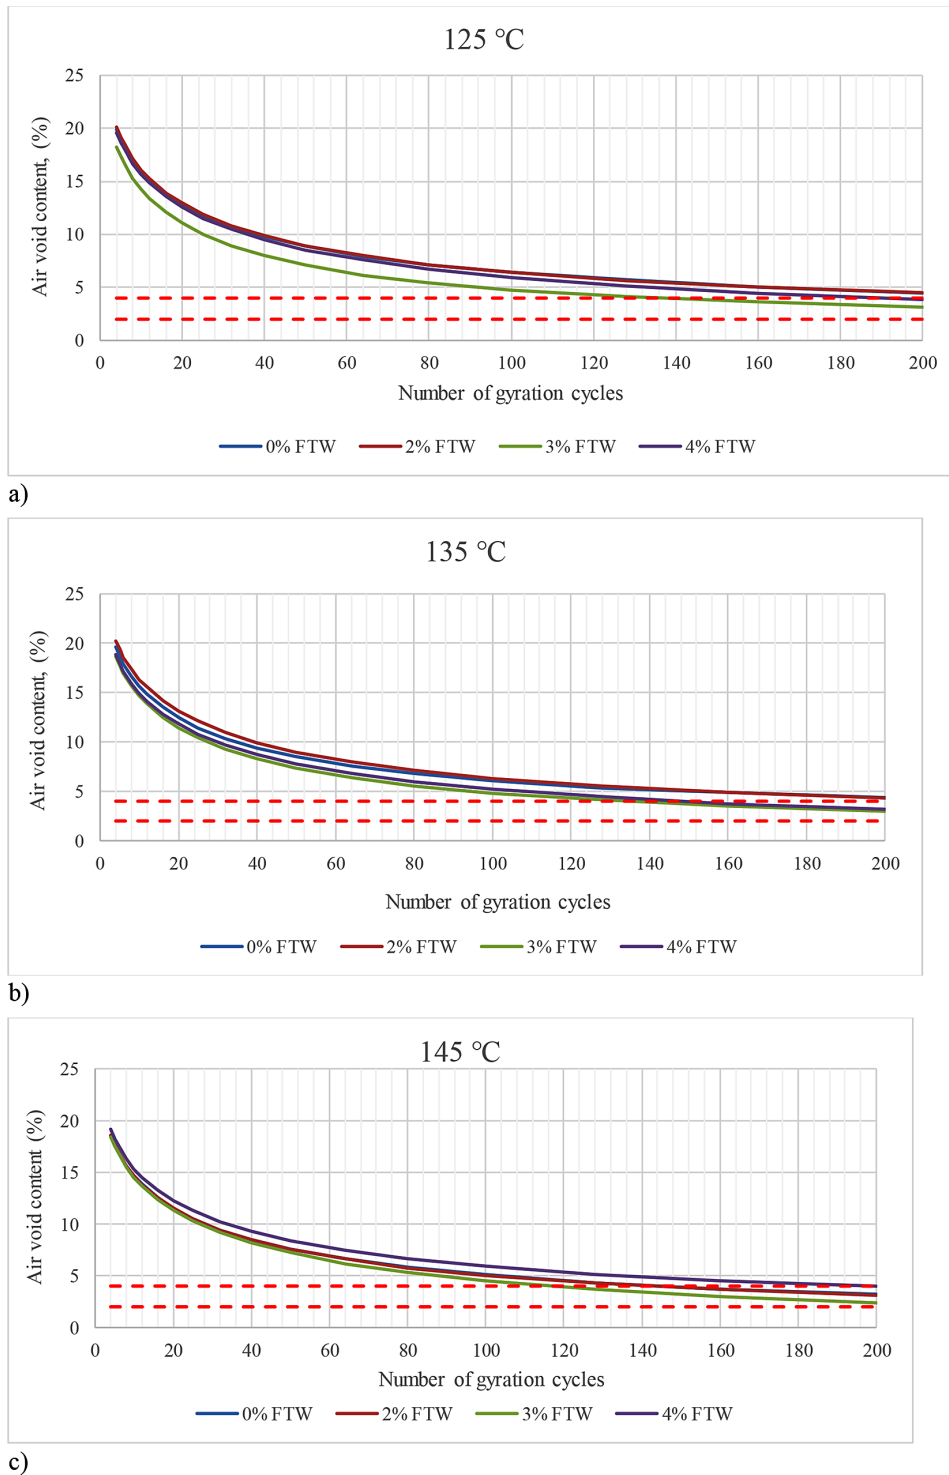 125 °C
25
20
15
10
5
0
Air void content, (%)
0 20 40 60 80 100 120 140 160 180 200
Number of gyration cycles
0% FTW 2% FTW 3% FTW 4% FTW
a)
135 °C
25
20
15
10
5
0
Air void content, (%)
0 20 40 60 80 100 120 140 160 180 200
Number of gyration cycles
0% FTW 2% FTW 3% FTW 4% FTW
b)
145 °C
25
20
15
10
5
0
Air void content (%)
0 20 40 60 80 100 120 140 160 180 200
Number of gyration cycles
0% FTW 2% FTW 3% FTW 4% FTW
c)